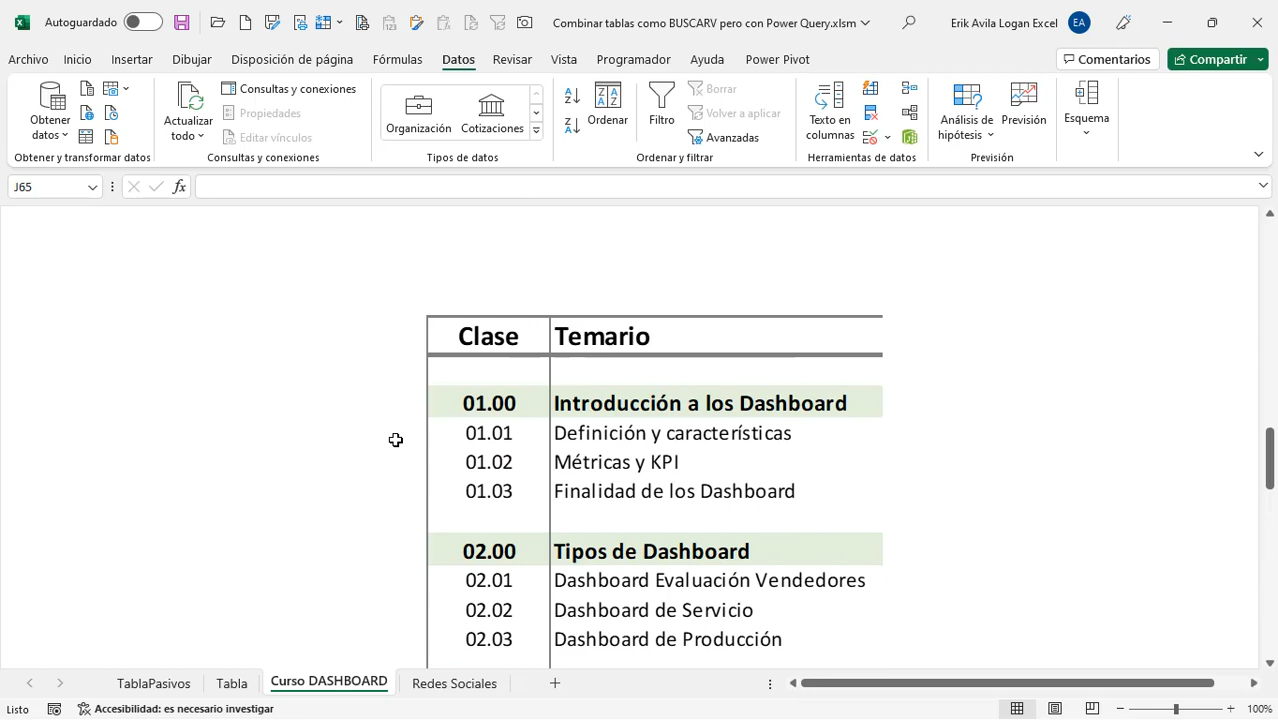 Autoguardado
Combinar tablas como BUSCARV pero con Power Query.xlsm
Erik Avila Logan Excel
EA
Archivo Inicio Insertar Dibujar Disposición de página Fórmulas Datos Revisar Vista Programador Ayuda Power Pivot
Comentarios
Compartir
Obtener datos
Obtener y transformar datos
Actualizar todo
Consultas y conexiones
Propiedades
Editar vínculos
Consultas y conexiones
Organización
Cotizaciones
Tipos de datos
Ordenar
Filtro
Borrar
Volver a aplicar
Avanzadas
Ordenar y filtrar
Texto en columnas
Herramientas de datos
Análisis de hipótesis
Previsión
Previsión
Esquema
J65
fx
Clase Temario
01.00 Introducción a los Dashboard
01.01 Definición y características
01.02 Métricas y KPI
01.03 Finalidad de los Dashboard
02.00 Tipos de Dashboard
02.01 Dashboard Evaluación Vendedores
02.02 Dashboard de Servicio
02.03 Dashboard de Producción
TablaPasivos Tabla Curso DASHBOARD Redes Sociales
Listo
Accesibilidad: es necesario investigar
100%